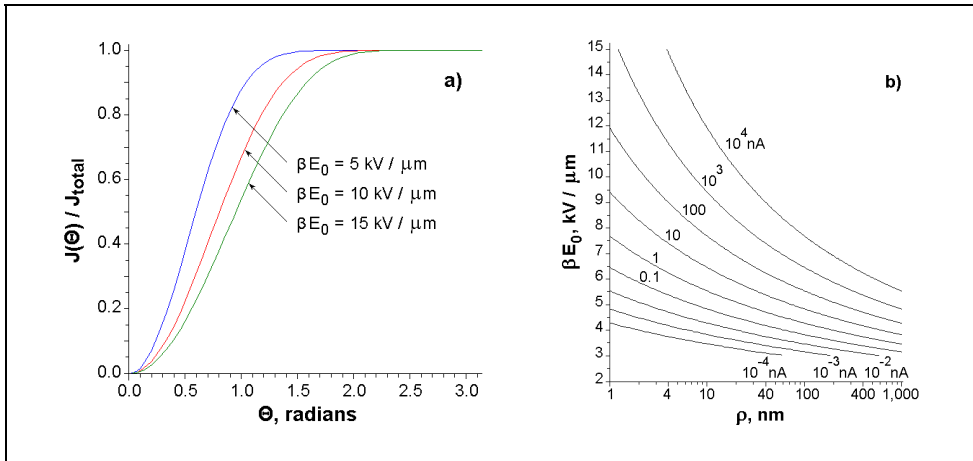 a)
1.0
0.8
0.6
0.4
0.2
0.0
J(Θ) / Jtotal
βE0 = 5 kV / μm
βE0 = 10 kV / μm
βE0 = 15 kV / μm
0.0 0.5 1.0 1.5 2.0 2.5 3.0
Θ, radians
b)
15
14
13
12
11
10
9
8
7
6
5
4
3
2
βE0, kV / μm
10^4 nA
10^3
100
10
1
0.1
10^-4 nA 10^-3 nA 10^-2 nA
1 4 10 40 100 400 1,000
ρ, nm